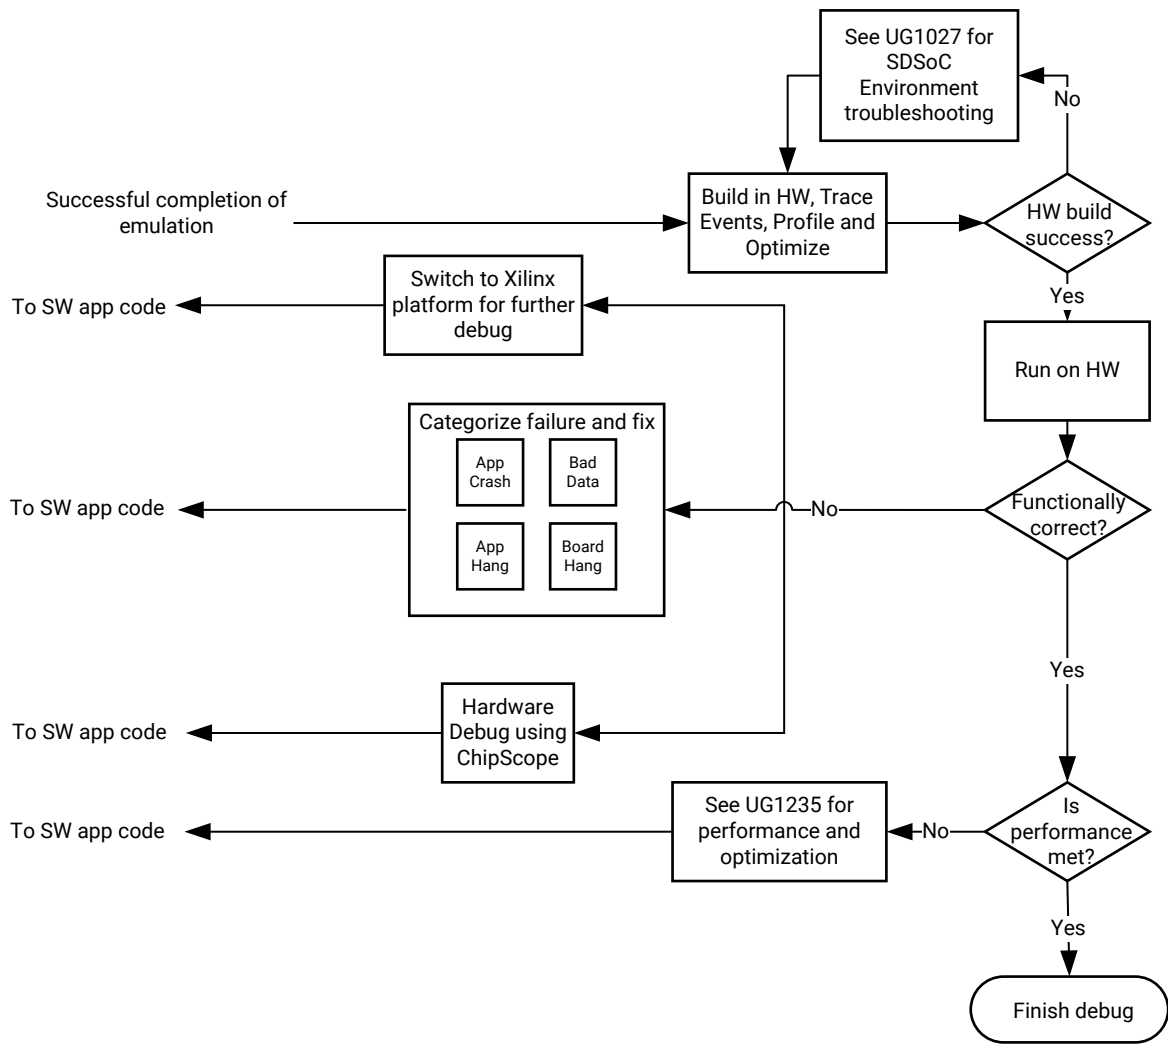 See UG1027 for
SDSoC
Environment
troubleshooting
No
Successful completion of
emulation
Build in HW, Trace
Events, Profile and
Optimize
HW build
success?
Yes
Switch to Xilinx
platform for further
debug
To SW app code
Run on HW
Categorize failure and fix
App
Crash
Bad
Data
App
Hang
Board
Hang
To SW app code
No
Functionally
correct?
Yes
Hardware
Debug using
ChipScope
To SW app code
See UG1235 for
performance and
optimization
To SW app code
No
Is
performance
met?
Yes
Finish debug